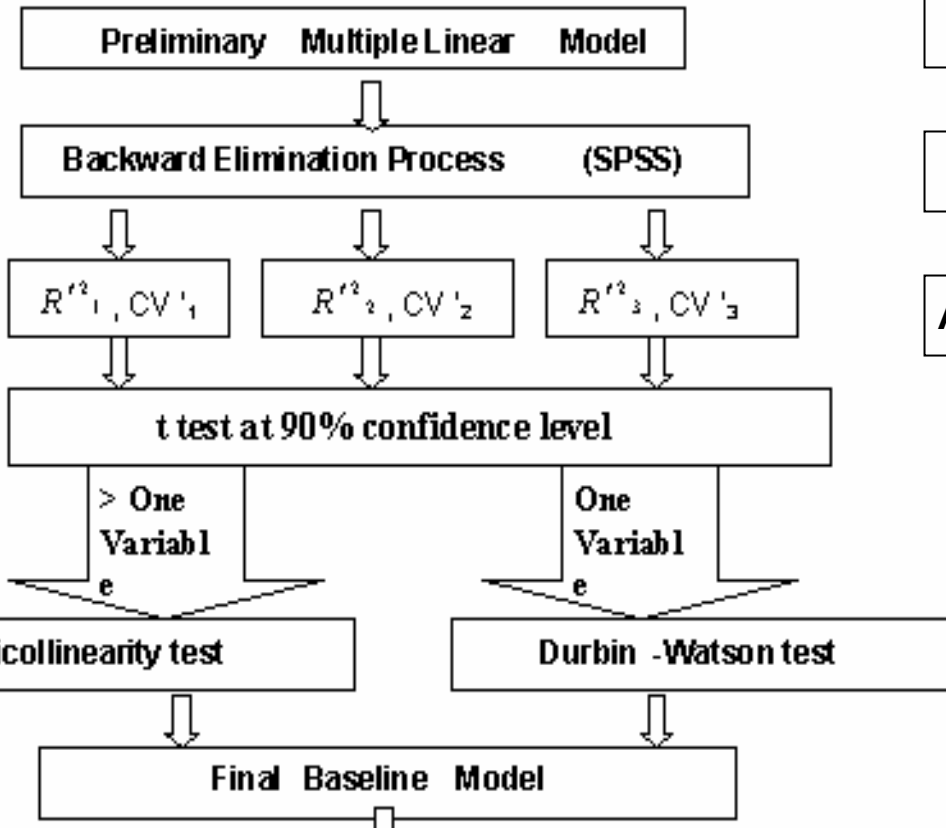 Preliminary Multiple Linear Model
Backward Elimination Process (SPSS)
R'²₁, CV'₁
R'²₂, CV'₂
R'²₃, CV'₃
t test at 90% confidence level
> One
Variabl
e
One
Variabl
e
icollinearity test
Durbin -Watson test
Final Baseline Model